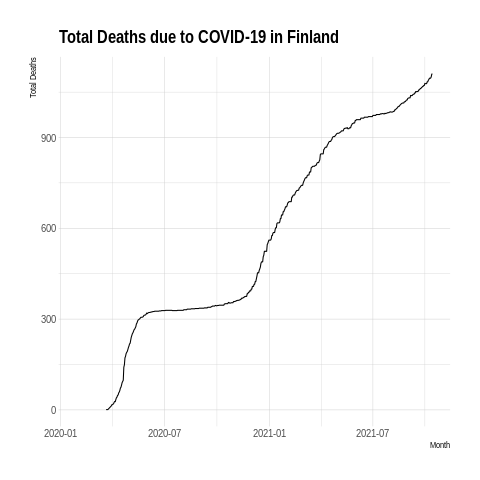 Total Deaths due to COVID-19 in Finland
Total Deaths
900
600
300
0
2020-01 2020-07 2021-01 2021-07
Month